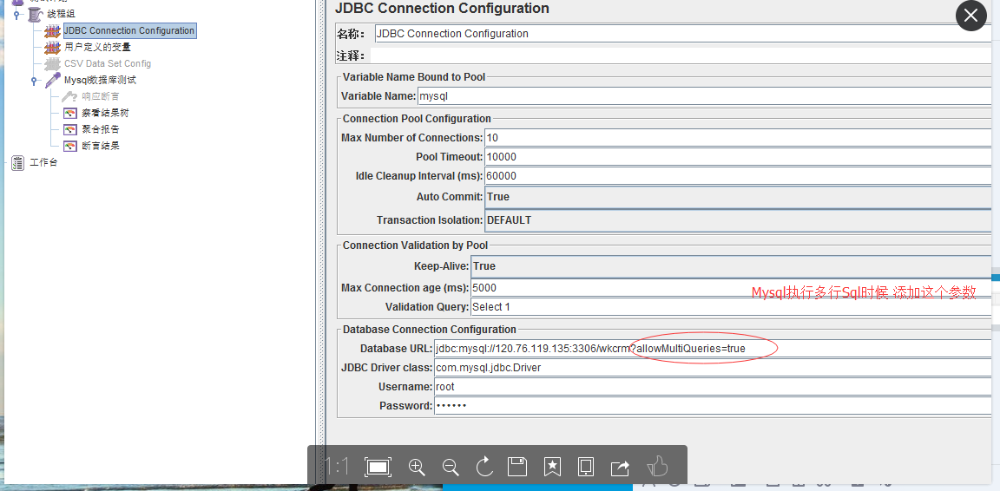 JDBC Connection Configuration
线程组
JDBC Connection Configuration
用户定义的变量
CSV Data Set Config
Mysql数据库测试
响应断言
察看结果树
聚合报告
断言结果
工作台
名称: JDBC Connection Configuration
注释:
Variable Name Bound to Pool
Variable Name: mysql
Connection Pool Configuration
Max Number of Connections: 10
Pool Timeout: 10000
Idle Cleanup Interval (ms): 60000
Auto Commit: True
Transaction Isolation: DEFAULT
Connection Validation by Pool
Keep-Alive: True
Max Connection age (ms): 5000
Mysql执行多行Sql时候 添加这个参数
Validation Query: Select 1
Database Connection Configuration
Database URL: jdbc:mysql://120.76.119.135:3306/wkcrm?allowMultiQueries=true
JDBC Driver class: com.mysql.jdbc.Driver
Username: root
Password: ••••••
1:1